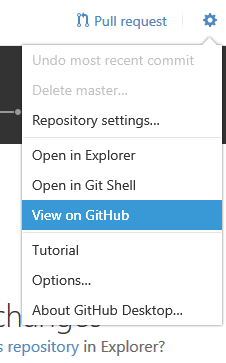 Pull request
Undo most recent commit
Delete master...
Repository settings...
Open in Explorer
Open in Git Shell
View on GitHub
Tutorial
Options...
About GitHub Desktop...
changes
s repository in Explorer?